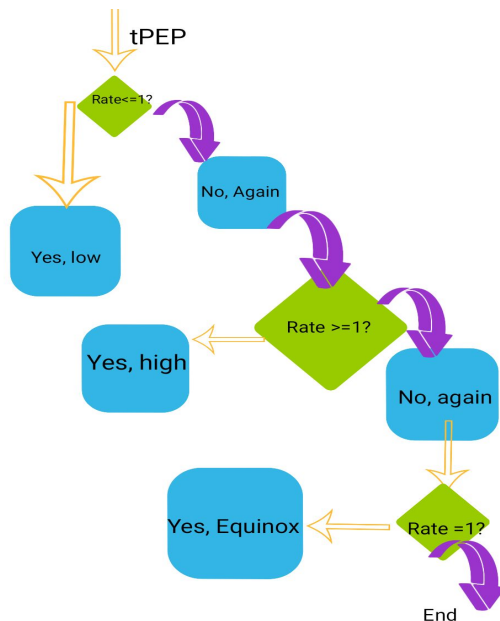 tPEP
Rate<=1?
No, Again
Yes, low
Rate >=1?
Yes, high
No, again
Yes, Equinox
Rate =1?
End